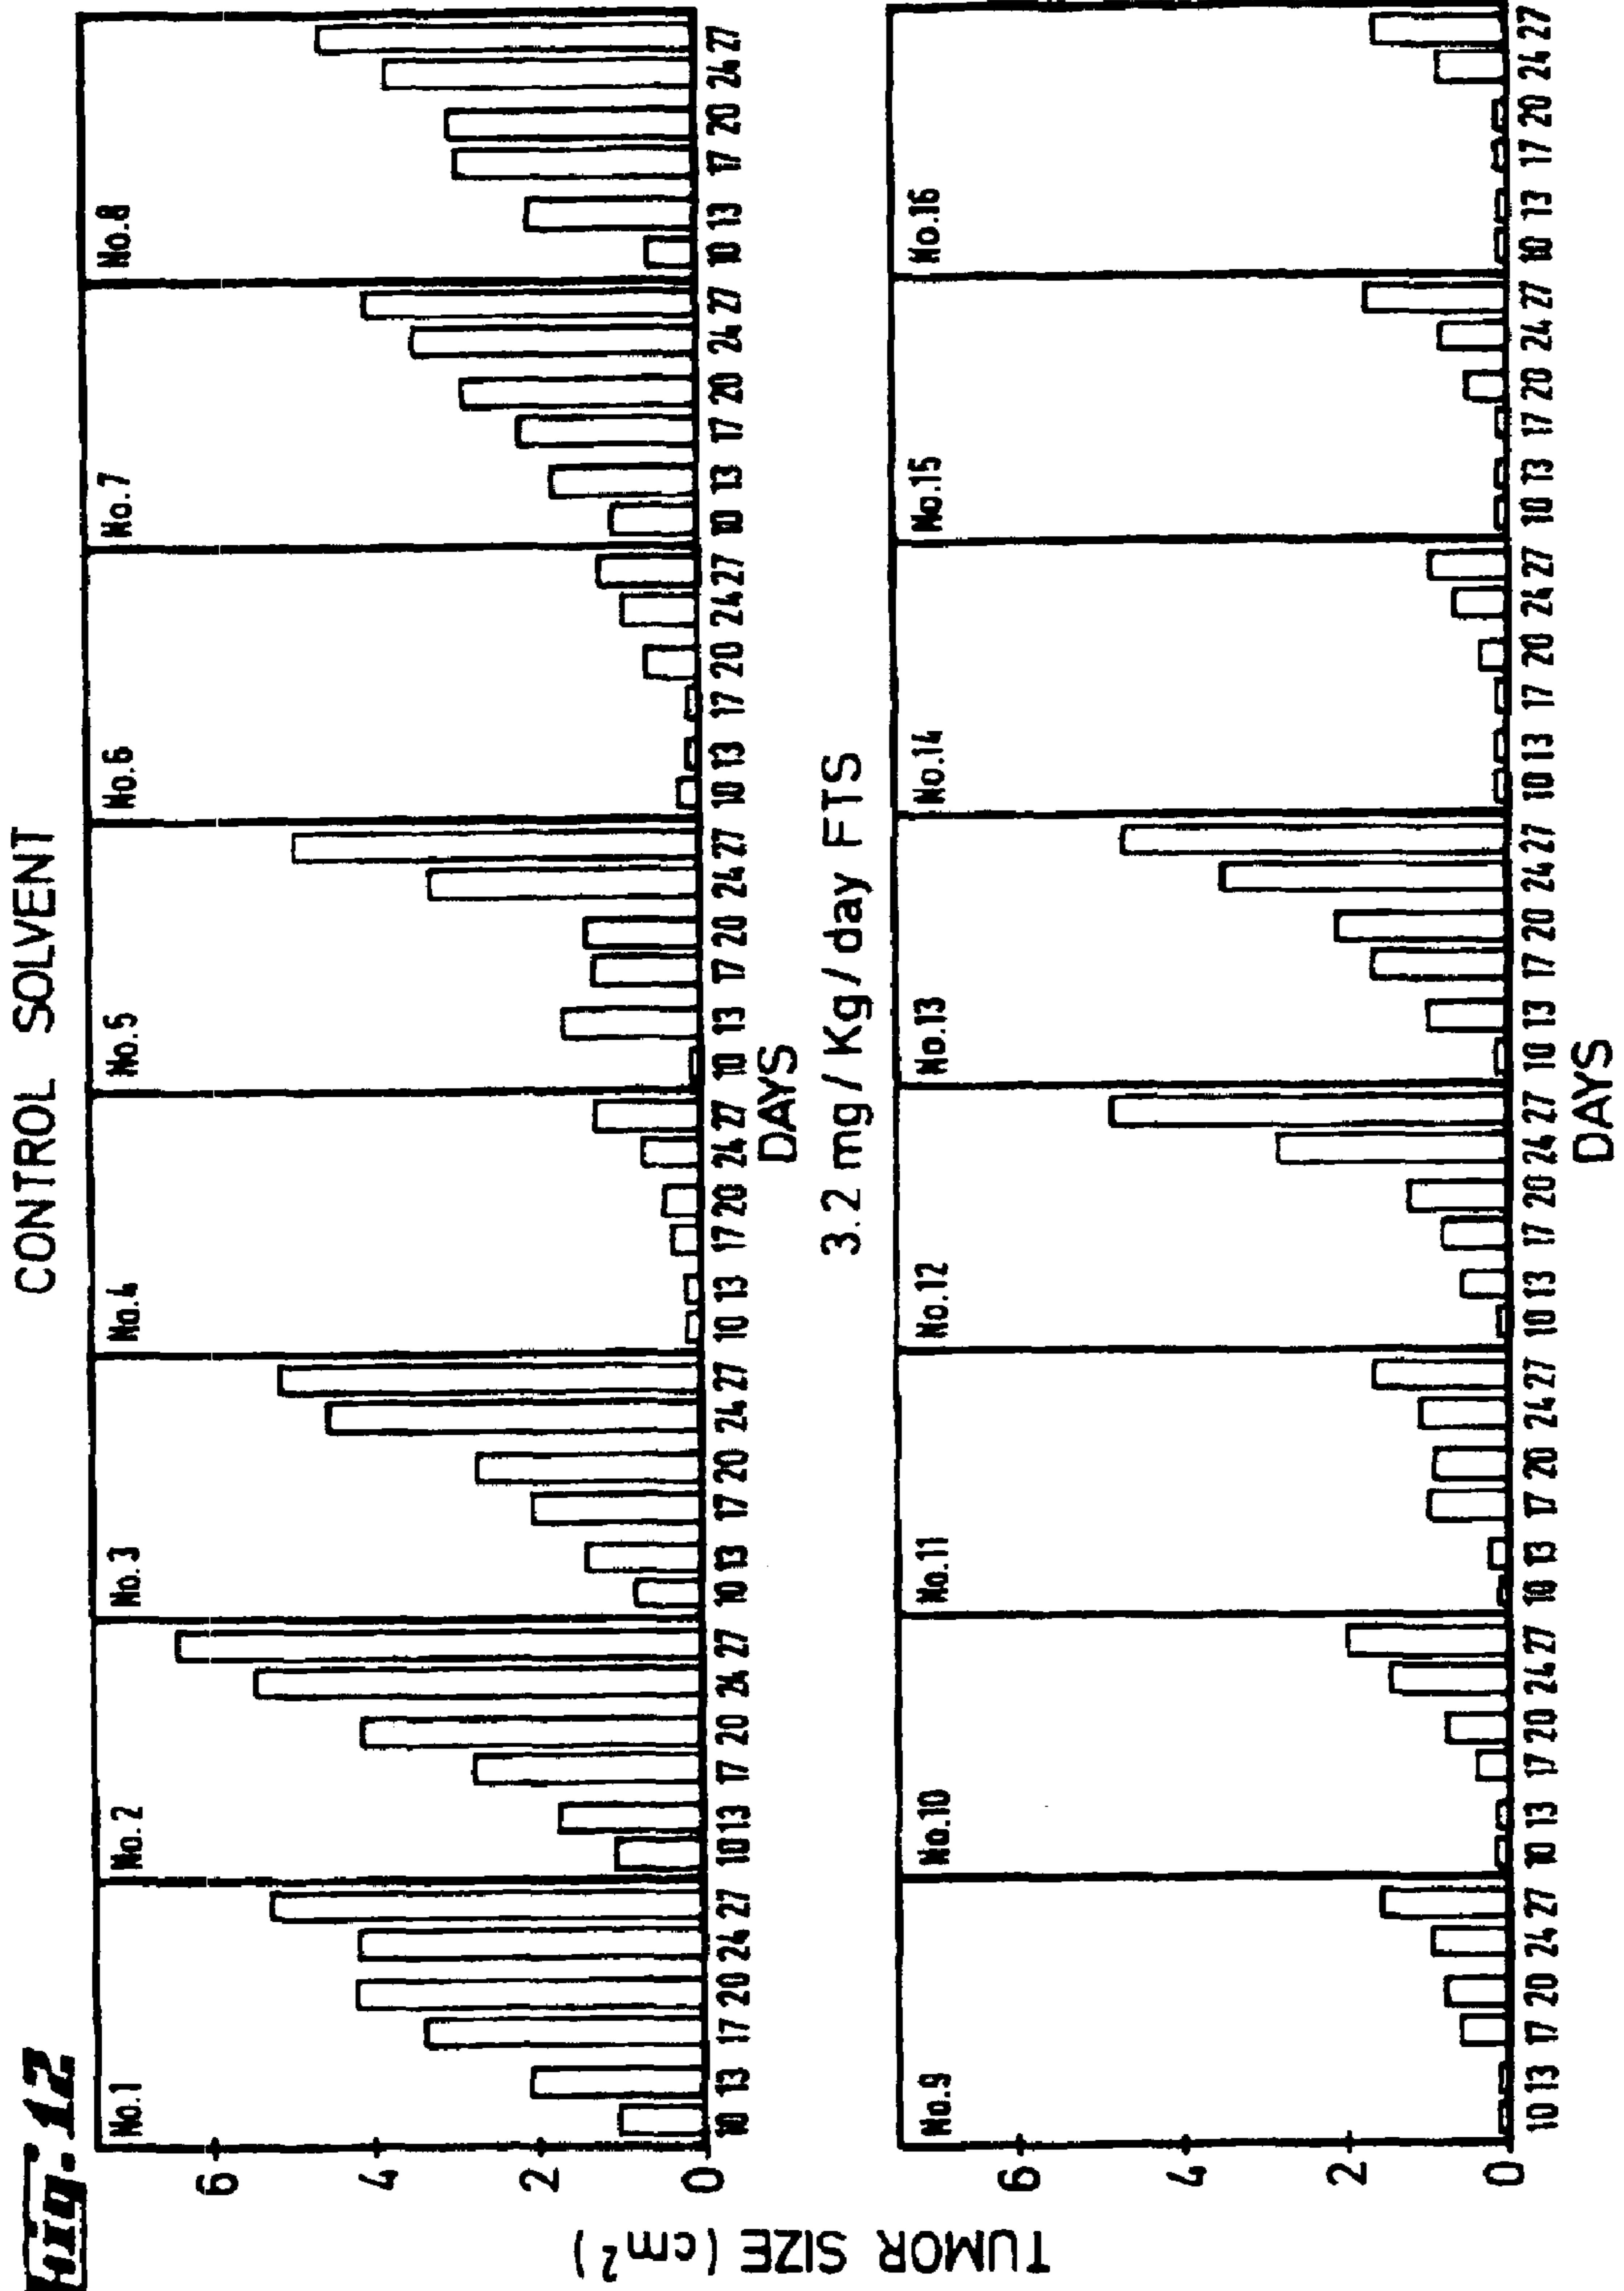 Fig. 12
CONTROL SOLVENT
No.1 No.2 No.3 No.4 No.5 No.6 No.7 No.8
6
4
2
0
10 13 17 20 24 27 10 13 17 20 24 27 10 13 17 20 24 27 10 13 17 20 24 27 10 13 17 20 24 27 10 13 17 20 24 27 10 13 17 20 24 27 10 13 17 20 24 27
DAYS
TUMOR SIZE (cm²)
3.2 mg/Kg/day FTS
No.9 No.10 No.11 No.12 No.13 No.14 No.15 No.16
6
4
2
0
10 13 17 20 24 27 10 13 17 20 24 27 10 13 17 20 24 27 10 13 17 20 24 27 10 13 17 20 24 27 10 13 17 20 24 27 10 13 17 20 24 27 10 13 17 20 24 27
DAYS